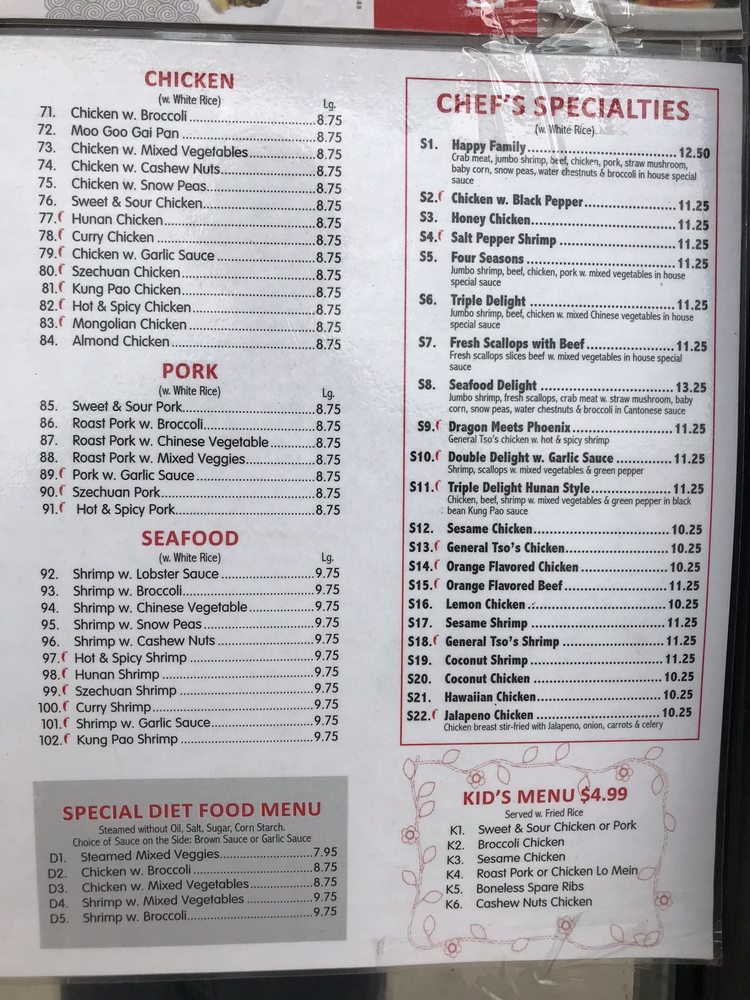 CHICKEN
(w. White Rice)
Lg.
71. Chicken w. Broccoli 8.75
72. Moo Goo Gai Pan 8.75
73. Chicken w. Mixed Vegetables 8.75
74. Chicken w. Cashew Nuts 8.75
75. Chicken w. Snow Peas 8.75
76. Sweet & Sour Chicken 8.75
77. Hunan Chicken 8.75
78. Curry Chicken 8.75
79. Chicken w. Garlic Sauce 8.75
80. Szechuan Chicken 8.75
81. Kung Pao Chicken 8.75
82. Hot & Spicy Chicken 8.75
83. Mongolian Chicken 8.75
84. Almond Chicken 8.75
PORK
(w. White Rice)
Lg.
85. Sweet & Sour Pork 8.75
86. Roast Pork w. Broccoli 8.75
87. Roast Pork w. Chinese Vegetable 8.75
88. Roast Pork w. Mixed Veggies 8.75
89. Pork w. Garlic Sauce 8.75
90. Szechuan Pork 8.75
91. Hot & Spicy Pork 8.75
SEAFOOD
(w. White Rice)
Lg.
92. Shrimp w. Lobster Sauce 9.75
93. Shrimp w. Broccoli 9.75
94. Shrimp w. Chinese Vegetable 9.75
95. Shrimp w. Snow Peas 9.75
96. Shrimp w. Cashew Nuts 9.75
97. Hot & Spicy Shrimp 9.75
98. Hunan Shrimp 9.75
99. Szechuan Shrimp 9.75
100. Curry Shrimp 9.75
101. Shrimp w. Garlic Sauce 9.75
102. Kung Pao Shrimp 9.75
SPECIAL DIET FOOD MENU
Steamed without Oil, Salt, Sugar, Corn Starch.
Choice of Sauce on the Side: Brown Sauce or Garlic Sauce
D1. Steamed Mixed Veggies 7.95
D2. Chicken w. Broccoli 8.75
D3. Chicken w. Mixed Vegetables 8.75
D4. Shrimp w. Mixed Vegetables 9.75
D5. Shrimp w. Broccoli 9.75
CHEF'S SPECIALTIES
(w. White Rice)
S1. Happy Family 12.50
Crab meat, jumbo shrimp, beef, chicken, pork, straw mushroom,
baby corn, snow peas, water chestnuts & broccoli in house special
sauce
S2. Chicken w. Black Pepper 11.25
S3. Honey Chicken 11.25
S4. Salt Pepper Shrimp 11.25
S5. Four Seasons 11.25
Jumbo shrimp, beef, chicken, pork w. mixed vegetables in house
special sauce
S6. Triple Delight 11.25
Jumbo shrimp, beef, chicken w. mixed Chinese vegetables in house
special sauce
S7. Fresh Scallops with Beef 11.25
Fresh scallops slices beef w. mixed vegetables in house special
sauce
S8. Seafood Delight 13.25
Jumbo shrimp, fresh scallops, crab meat w. straw mushroom, baby
corn, snow peas, water chestnuts & broccoli in Cantonese sauce
S9. Dragon Meets Phoenix 11.25
General Tso's chicken w. hot & spicy shrimp
S10. Double Delight w. Garlic Sauce 11.25
Shrimp, scallops w. mixed vegetables & green pepper
S11. Triple Delight Hunan Style 11.25
Chicken, beef, shrimp w. mixed vegetables & green pepper in black
bean Kung Pao sauce
S12. Sesame Chicken 10.25
S13. General Tso's Chicken 10.25
S14. Orange Flavored Chicken 10.25
S15. Orange Flavored Beef 11.25
S16. Lemon Chicken 10.25
S17. Sesame Shrimp 11.25
S18. General Tso's Shrimp 11.25
S19. Coconut Shrimp 11.25
S20. Coconut Chicken 10.25
S21. Hawaiian Chicken 10.25
S22. Jalapeno Chicken 10.25
Chicken breast stir-fried with Jalapeno, onion, carrots & celery
KID'S MENU $4.99
Served w. Fried Rice
K1. Sweet & Sour Chicken or Pork
K2. Broccoli Chicken
K3. Sesame Chicken
K4. Roast Pork or Chicken Lo Mein
K5. Boneless Spare Ribs
K6. Cashew Nuts Chicken